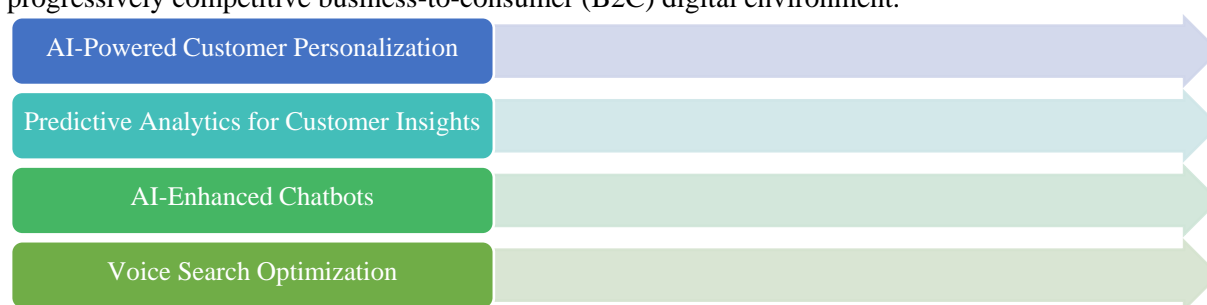 progressively competitive business-to-consumer (B2C) digital environment.
AI-Powered Customer Personalization
Predictive Analytics for Customer Insights
AI-Enhanced Chatbots
Voice Search Optimization